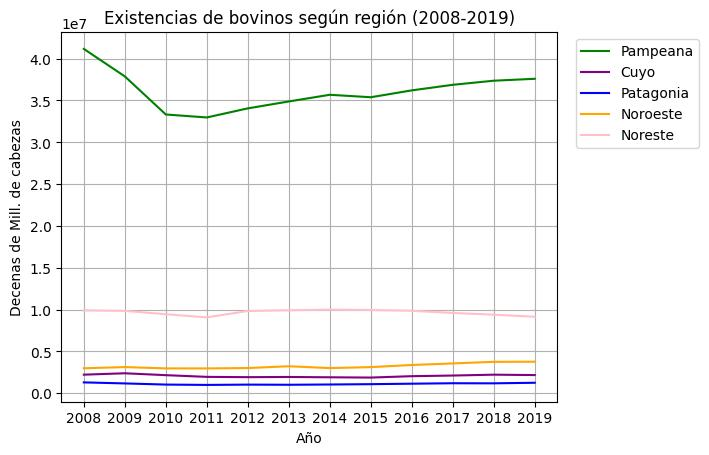 Existencias de bovinos según región (2008-2019)
1e7
4.0
3.5
3.0
2.5
2.0
1.5
1.0
0.5
0.0
Decenas de Mill. de cabezas
2008 2009 2010 2011 2012 2013 2014 2015 2016 2017 2018 2019
Año
Pampeana
Cuyo
Patagonia
Noroeste
Noreste